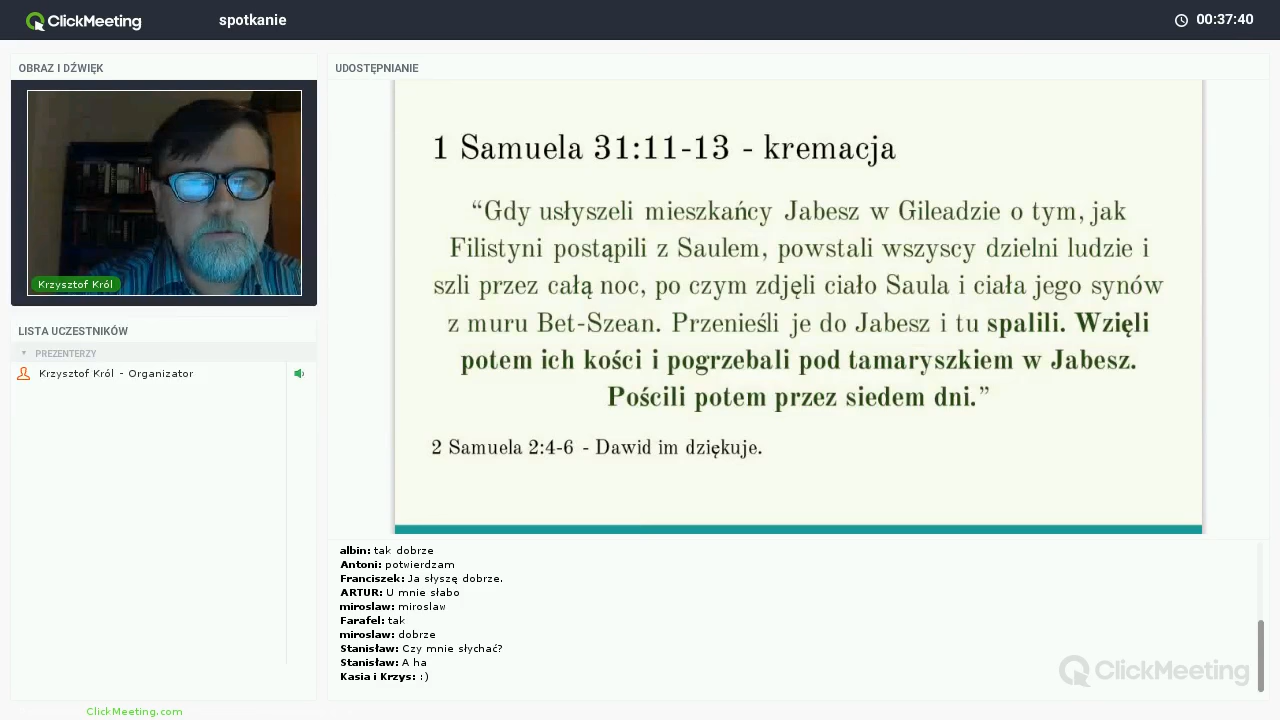 ClickMeeting
spotkanie
00:37:40
OBRAZ I DŹWIĘK
Krzysztof Król
LISTA UCZESTNIKÓW
PREZENTERZY
Krzysztof Król - Organizator
ClickMeeting.com
UDOSTĘPNIANIE
1 Samuela 31:11-13 - kremacja
“Gdy usłyszeli mieszkańcy Jabesz w Gileadzie o tym, jak
Filistyni postąpili z Saulem, powstali wszyscy dzielni ludzie i
szli przez całą noc, po czym zdjęli ciało Saula i ciała jego synów
z muru Bet-Szean. Przenieśli je do Jabesz i tu spalili. Wzięli
potem ich kości i pogrzebali pod tamaryszkiem w Jabesz.
Pościli potem przez siedem dni.”
2 Samuela 2:4-6 - Dawid im dziękuje.
albin: tak dobrze
Antoni: potwierdzam
Franciszek: Ja słyszę dobrze.
ARTUR: U mnie słabo
miroslaw: miroslaw
Farafel: tak
miroslaw: dobrze
Stanisław: Czy mnie słychać?
Stanisław: A ha
Kasia i Krzys: :)
ClickMeeting